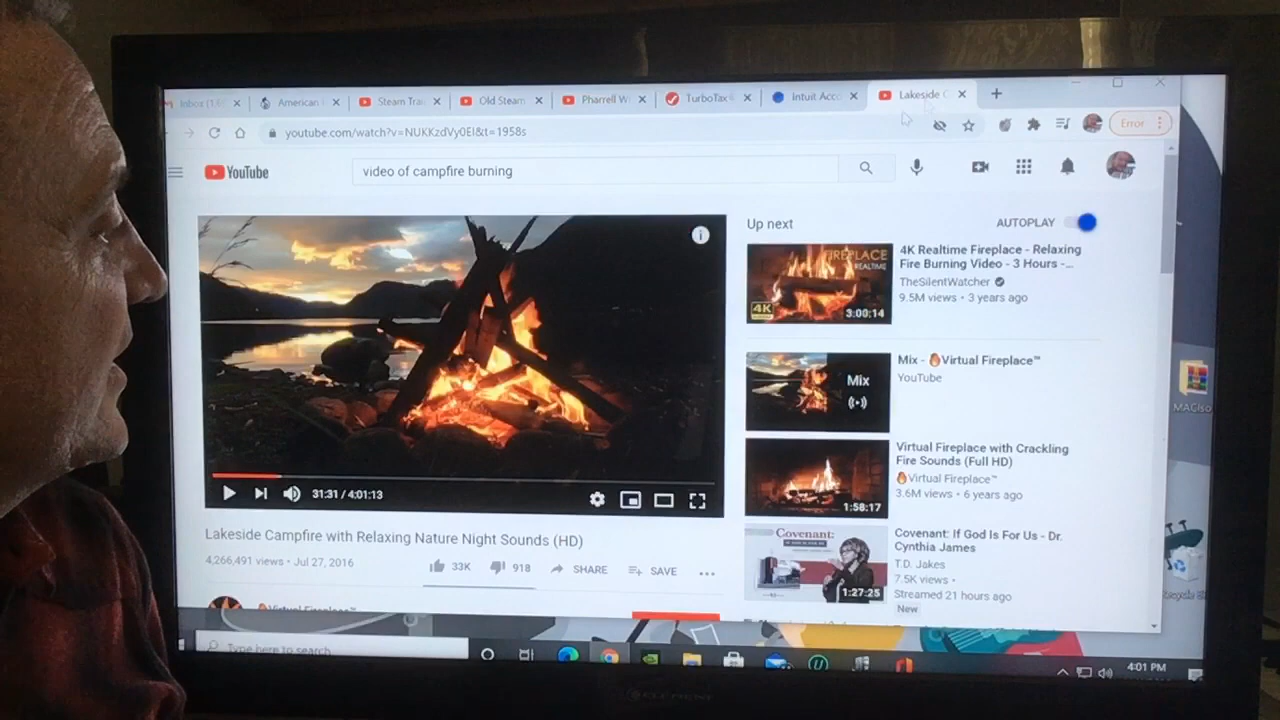 American
Steam Tra
Old Steam
Pharrell W
TurboTax
Intuit Acc
Lakeside C
youtube.com/watch?v=NUKKzdVy0EI&t=1958s
Error
YouTube
video of campfire burning
Up next
AUTOPLAY
FIREPLACE
REALTIME
4K
3:00:14
4K Realtime Fireplace - Relaxing
Fire Burning Video - 3 Hours -...
TheSilentWatcher
9.5M views • 3 years ago
Mix
Mix - Virtual Fireplace™
YouTube
1:58:17
Virtual Fireplace with Crackling
Fire Sounds (Full HD)
Virtual Fireplace™
3.6M views • 6 years ago
31:31 / 4:01:13
Lakeside Campfire with Relaxing Nature Night Sounds (HD)
4,266,491 views • Jul 27, 2016
33K
918
SHARE
SAVE
Covenant:
1:27:25
Covenant: If God Is For Us - Dr.
Cynthia James
T.D. Jakes
7.5K views •
Streamed 21 hours ago
New
Virtual Fireplace™
MAGIso
Type here to search
4:01 PM